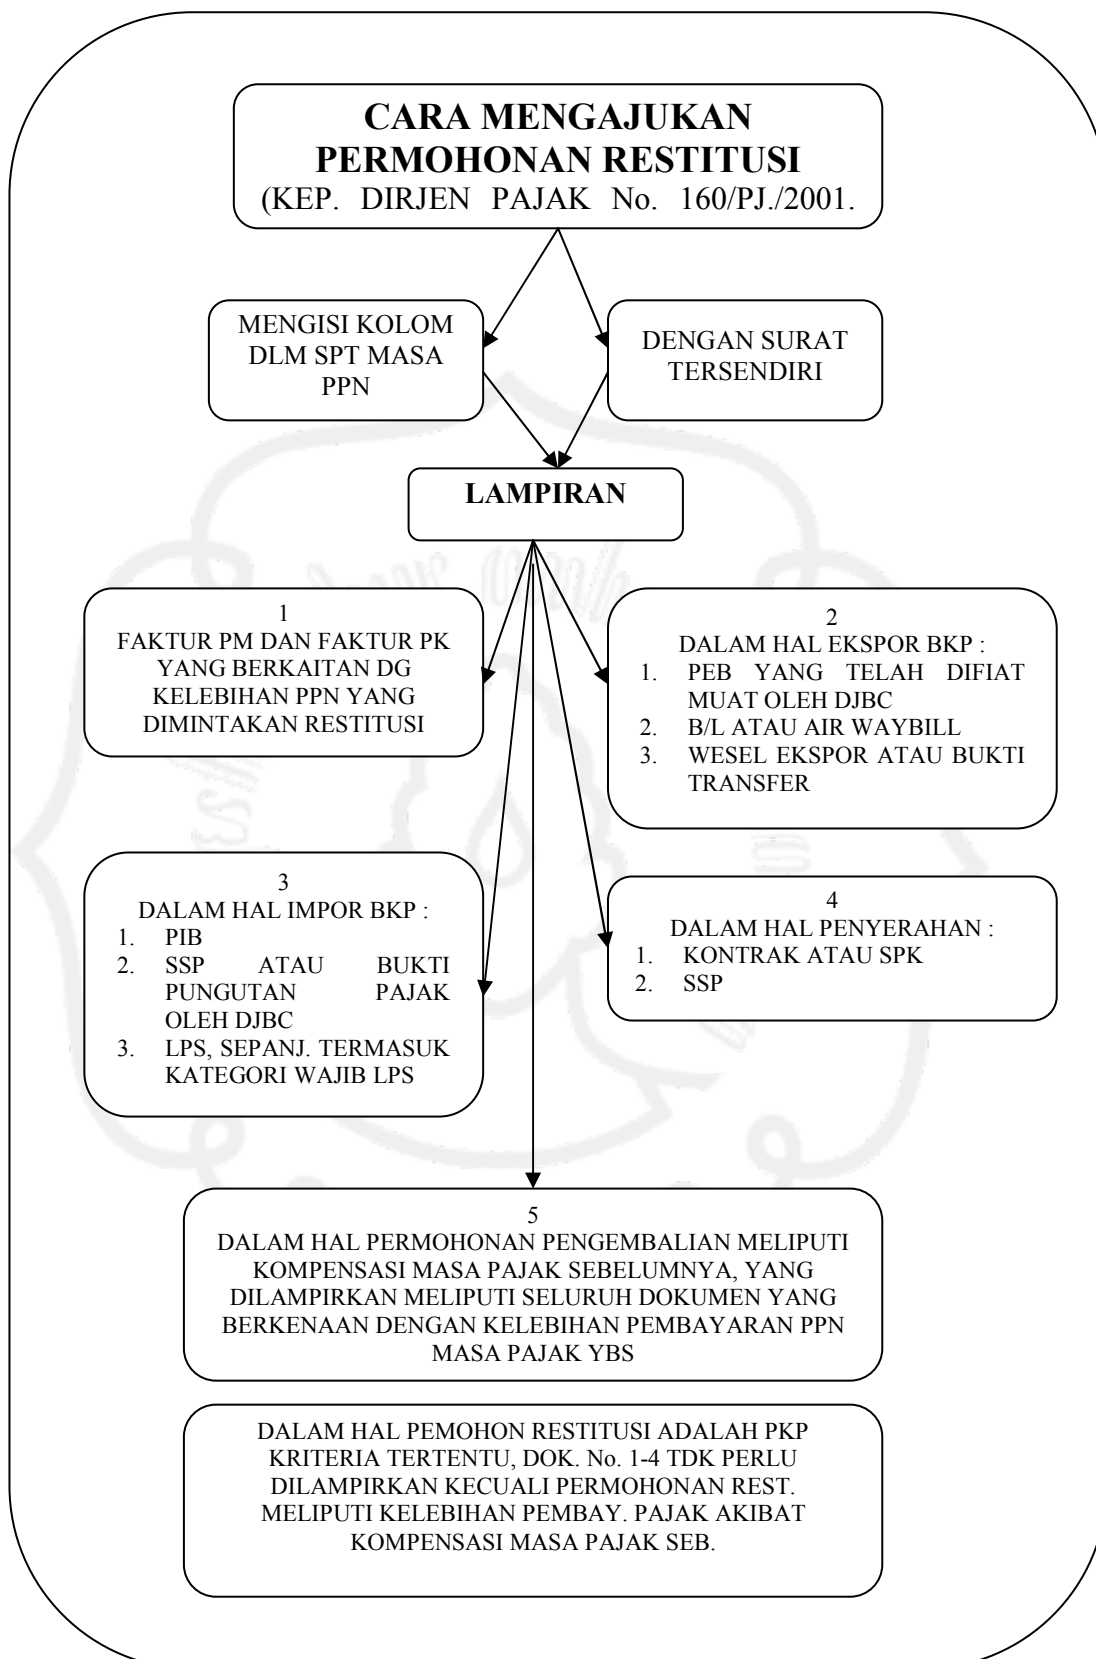 CARA MENGAJUKAN
PERMOHONAN RESTITUSI
(KEP. DIRJEN PAJAK No. 160/PJ./2001.
MENGISI KOLOM
DLM SPT MASA
PPN
DENGAN SURAT
TERSENDIRI
LAMPIRAN
1
FAKTUR PM DAN FAKTUR PK
YANG BERKAITAN DG
KELEBIHAN PPN YANG
DIMINTAKAN RESTITUSI
2
DALAM HAL EKSPOR BKP :
1. PEB YANG TELAH DIFIAT
MUAT OLEH DJBC
2. B/L ATAU AIR WAYBILL
3. WESEL EKSPOR ATAU BUKTI
TRANSFER
3
DALAM HAL IMPOR BKP :
1. PIB
2. SSP ATAU BUKTI
PUNGUTAN PAJAK
OLEH DJBC
3. LPS, SEPANJ. TERMASUK
KATEGORI WAJIB LPS
4
DALAM HAL PENYERAHAN :
1. KONTRAK ATAU SPK
2. SSP
5
DALAM HAL PERMOHONAN PENGEMBALIAN MELIPUTI
KOMPENSASI MASA PAJAK SEBELUMNYA, YANG
DILAMPIRKAN MELIPUTI SELURUH DOKUMEN YANG
BERKENAAN DENGAN KELEBIHAN PEMBAYARAN PPN
MASA PAJAK YBS
DALAM HAL PEMOHON RESTITUSI ADALAH PKP
KRITERIA TERTENTU, DOK. No. 1-4 TDK PERLU
DILAMPIRKAN KECUALI PERMOHONAN REST.
MELIPUTI KELEBIHAN PEMBAY. PAJAK AKIBAT
KOMPENSASI MASA PAJAK SEB.